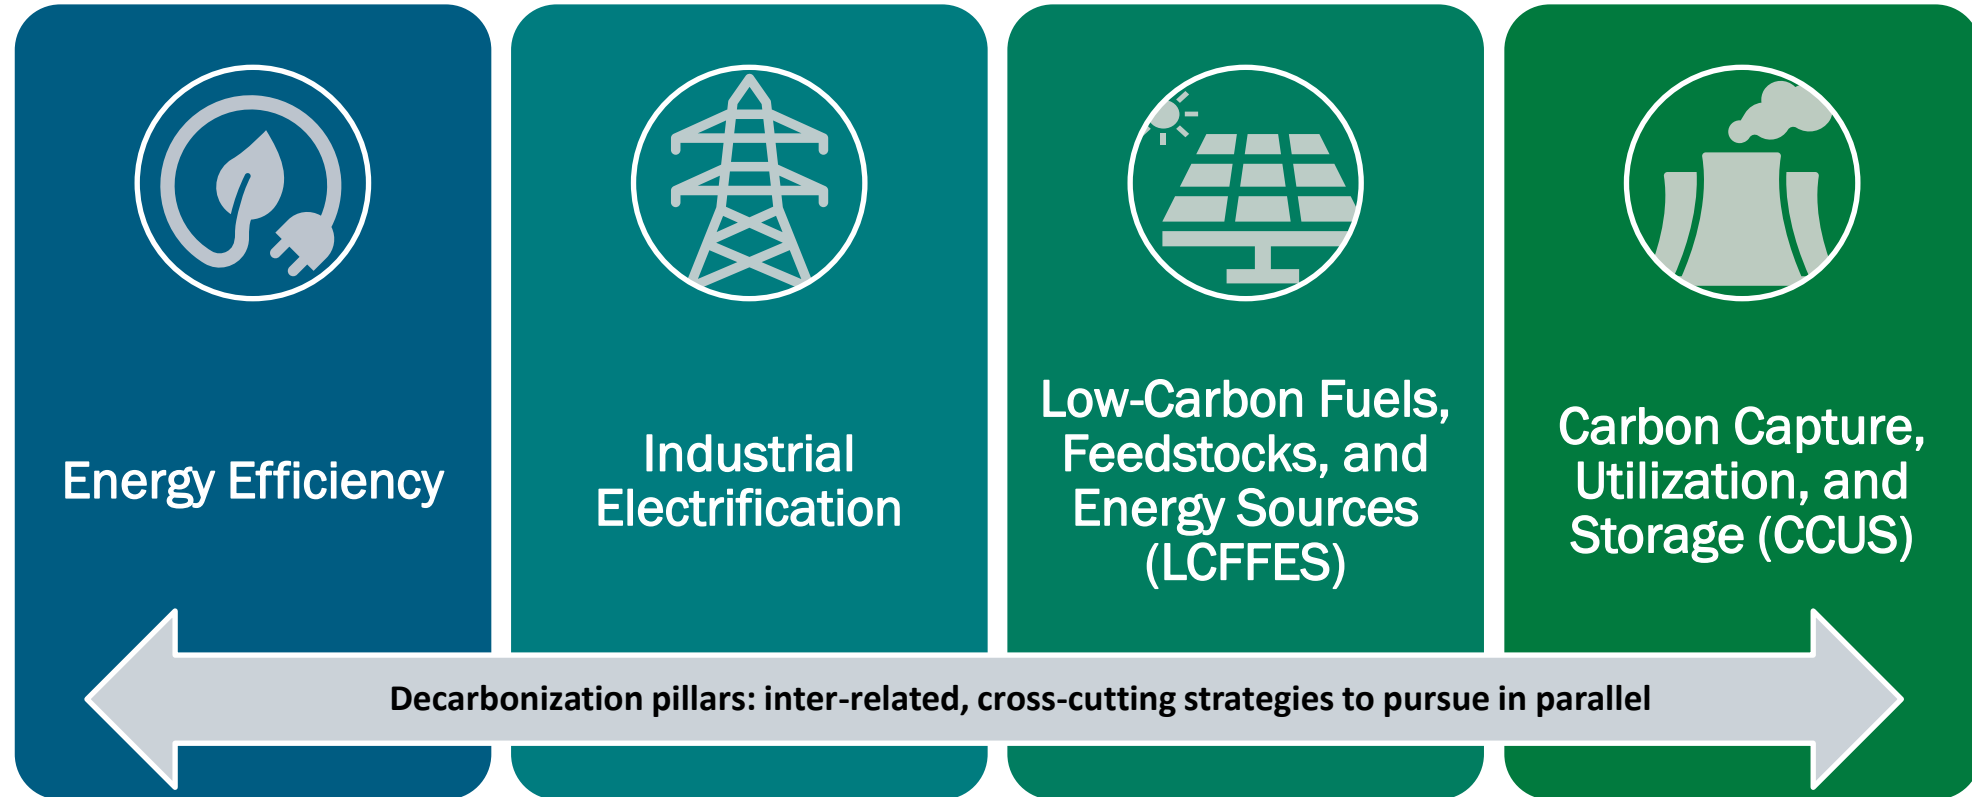 Energy Efficiency
Industrial
Electrification
Low-Carbon Fuels,
Feedstocks, and
Energy Sources
(LCFFES)
Carbon Capture,
Utilization, and
Storage (CCUS)
Decarbonization pillars: inter-related, cross-cutting strategies to pursue in parallel